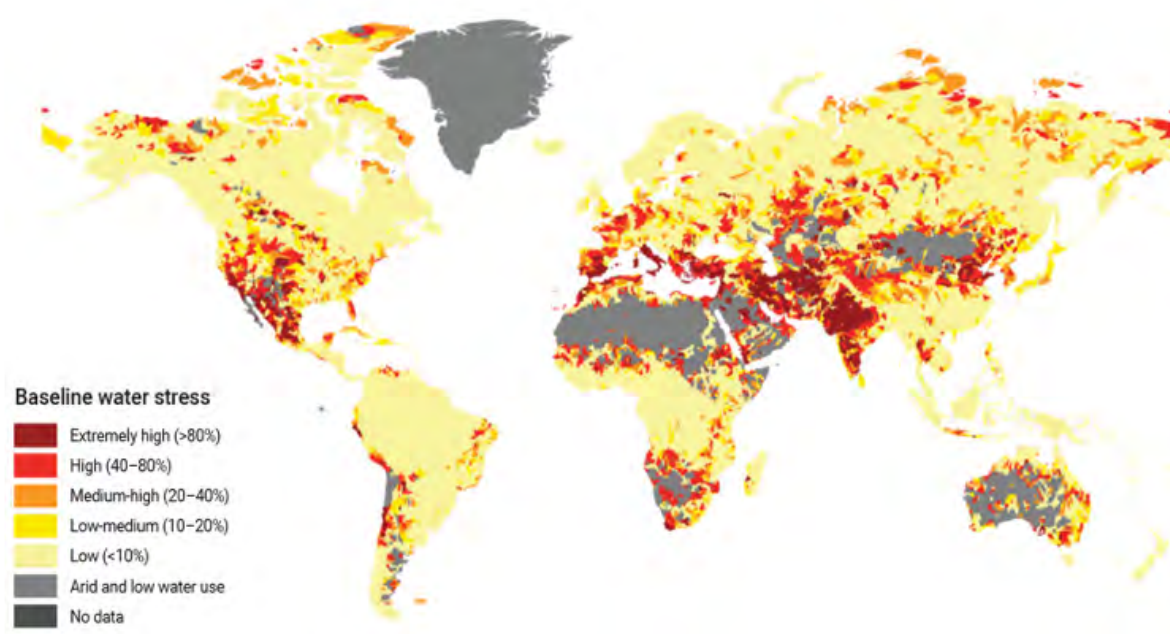 Baseline water stress
Extremely high (>80%)
High (40–80%)
Medium-high (20–40%)
Low-medium (10–20%)
Low (<10%)
Arid and low water use
No data